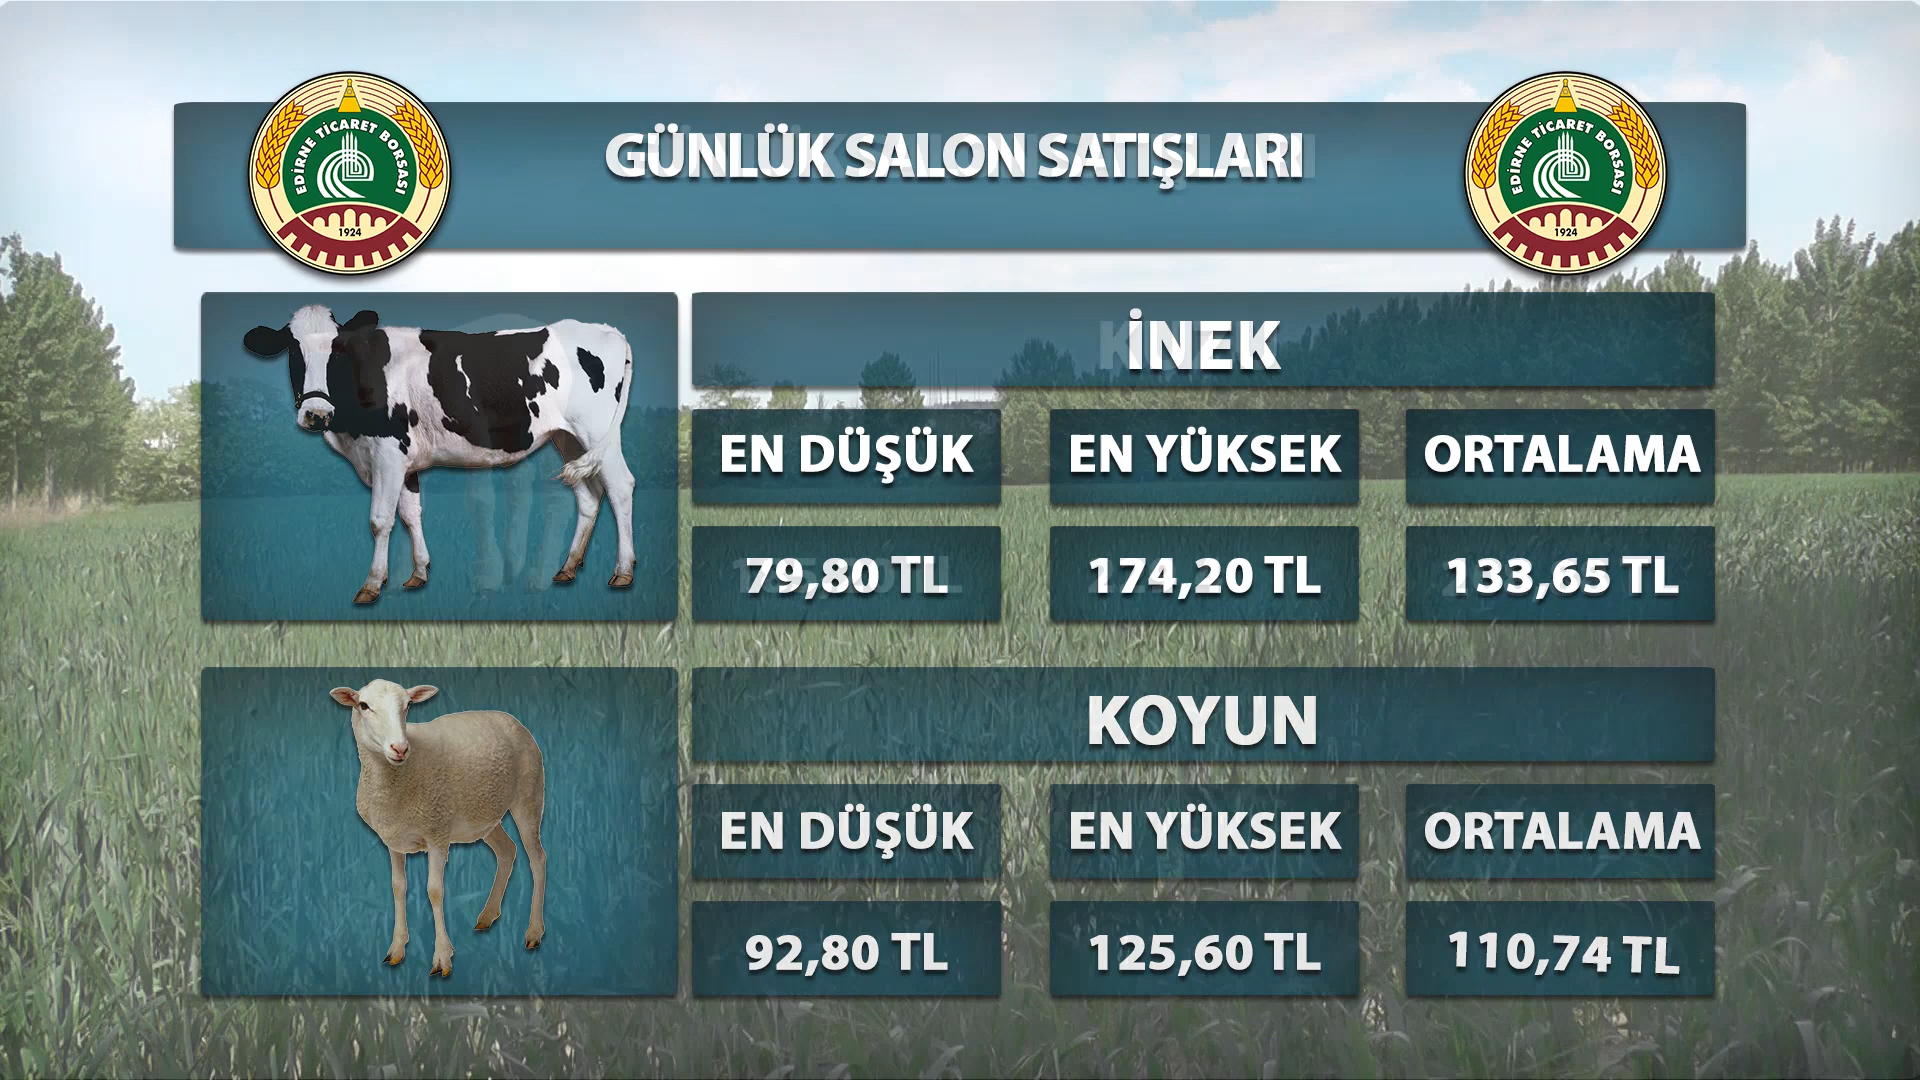 GÜNLÜK SALON SATIŞLARI
EDİRNE TİCARET BORSASI
1924
EDİRNE TİCARET BORSASI
1924
İNEK
EN DÜŞÜK
EN YÜKSEK
ORTALAMA
79,80 TL
174,20 TL
133,65 TL
KOYUN
EN DÜŞÜK
EN YÜKSEK
ORTALAMA
92,80 TL
125,60 TL
110,74 TL